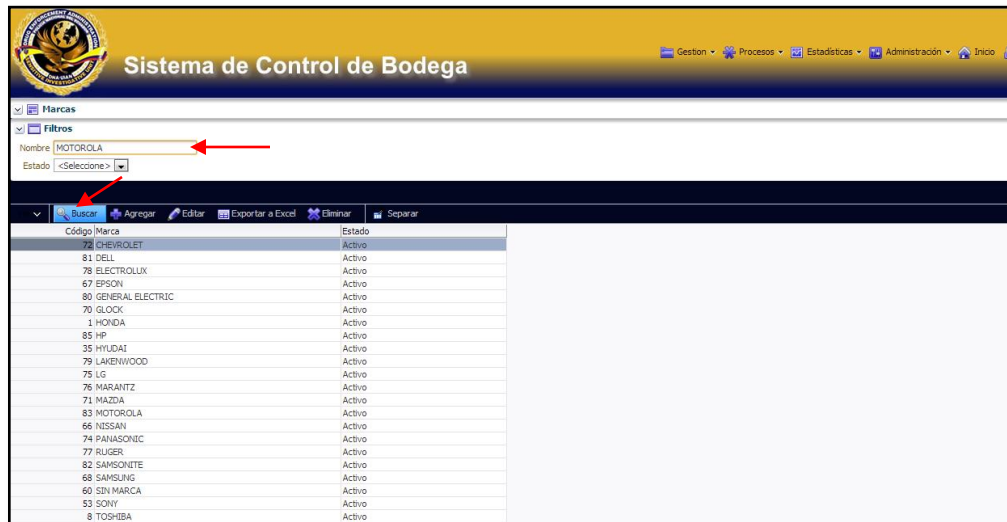 DRUG ENFORCEMENT ADMINISTRATION
Sistema de Control de Bodega
Gestion Procesos Estadísticas Administración Inicio
Marcas
Filtros
Nombre MOTOROLA
Estado <Seleccione>
Buscar Agregar Editar Exportar a Excel Eliminar Separar
Código Marca Estado
72 CHEVROLET Activo
81 DELL Activo
78 ELECTROLUX Activo
67 EPSON Activo
80 GENERAL ELECTRIC Activo
70 GLOCK Activo
1 HONDA Activo
85 HP Activo
35 HYUDAI Activo
79 LAKENWOOD Activo
75 LG Activo
76 MARANTZ Activo
71 MAZDA Activo
83 MOTOROLA Activo
66 NISSAN Activo
74 PANASONIC Activo
77 RUGER Activo
82 SAMSONITE Activo
68 SAMSUNG Activo
60 SIN MARCA Activo
53 SONY Activo
8 TOSHIBA Activo